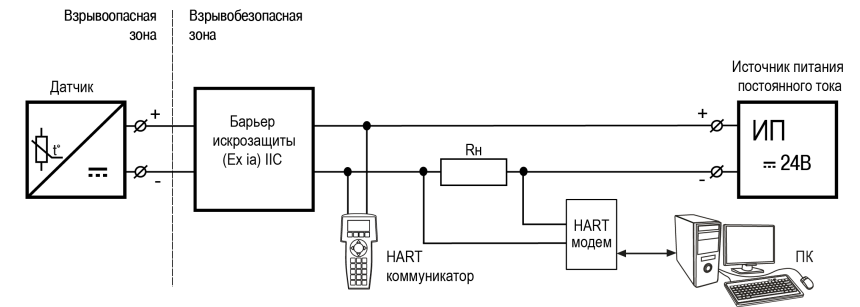 Взрывоопасная
зона
Взрывобезопасная
зона
Датчик
t°
+
-
Барьер
искрозащиты
(Ex ia) IIC
Rн
HART
коммуникатор
HART
модем
ПК
Источник питания
постоянного тока
+
-
ИП
24В